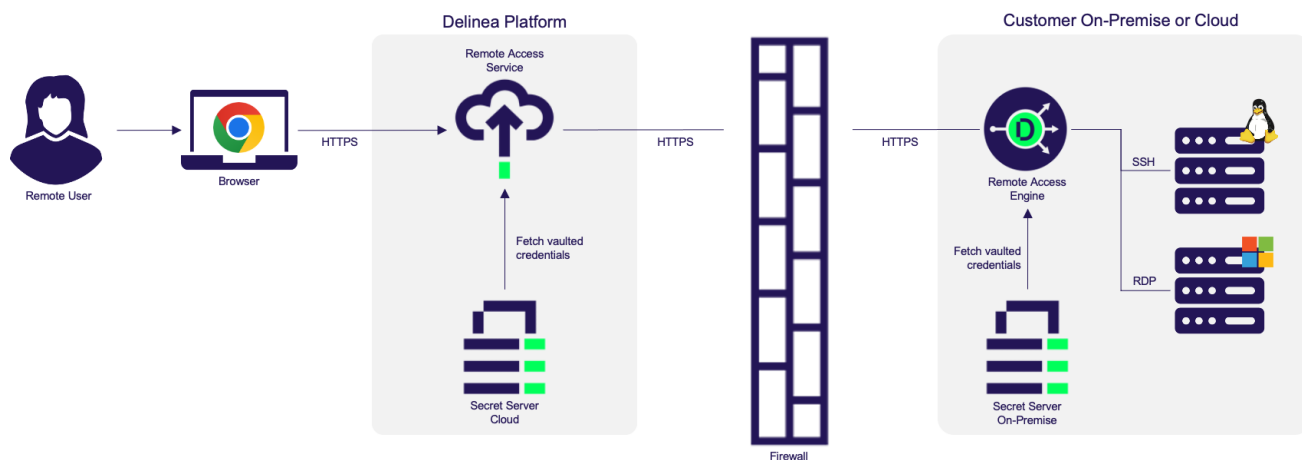 Delinea Platform
Customer On-Premise or Cloud
Remote Access
Service
HTTPS
HTTPS
HTTPS
Remote User
Browser
Remote Access
Engine
SSH
RDP
Fetch vaulted
credentials
Fetch vaulted
credentials
Secret Server
Cloud
Secret Server
On-Premise
Firewall
D